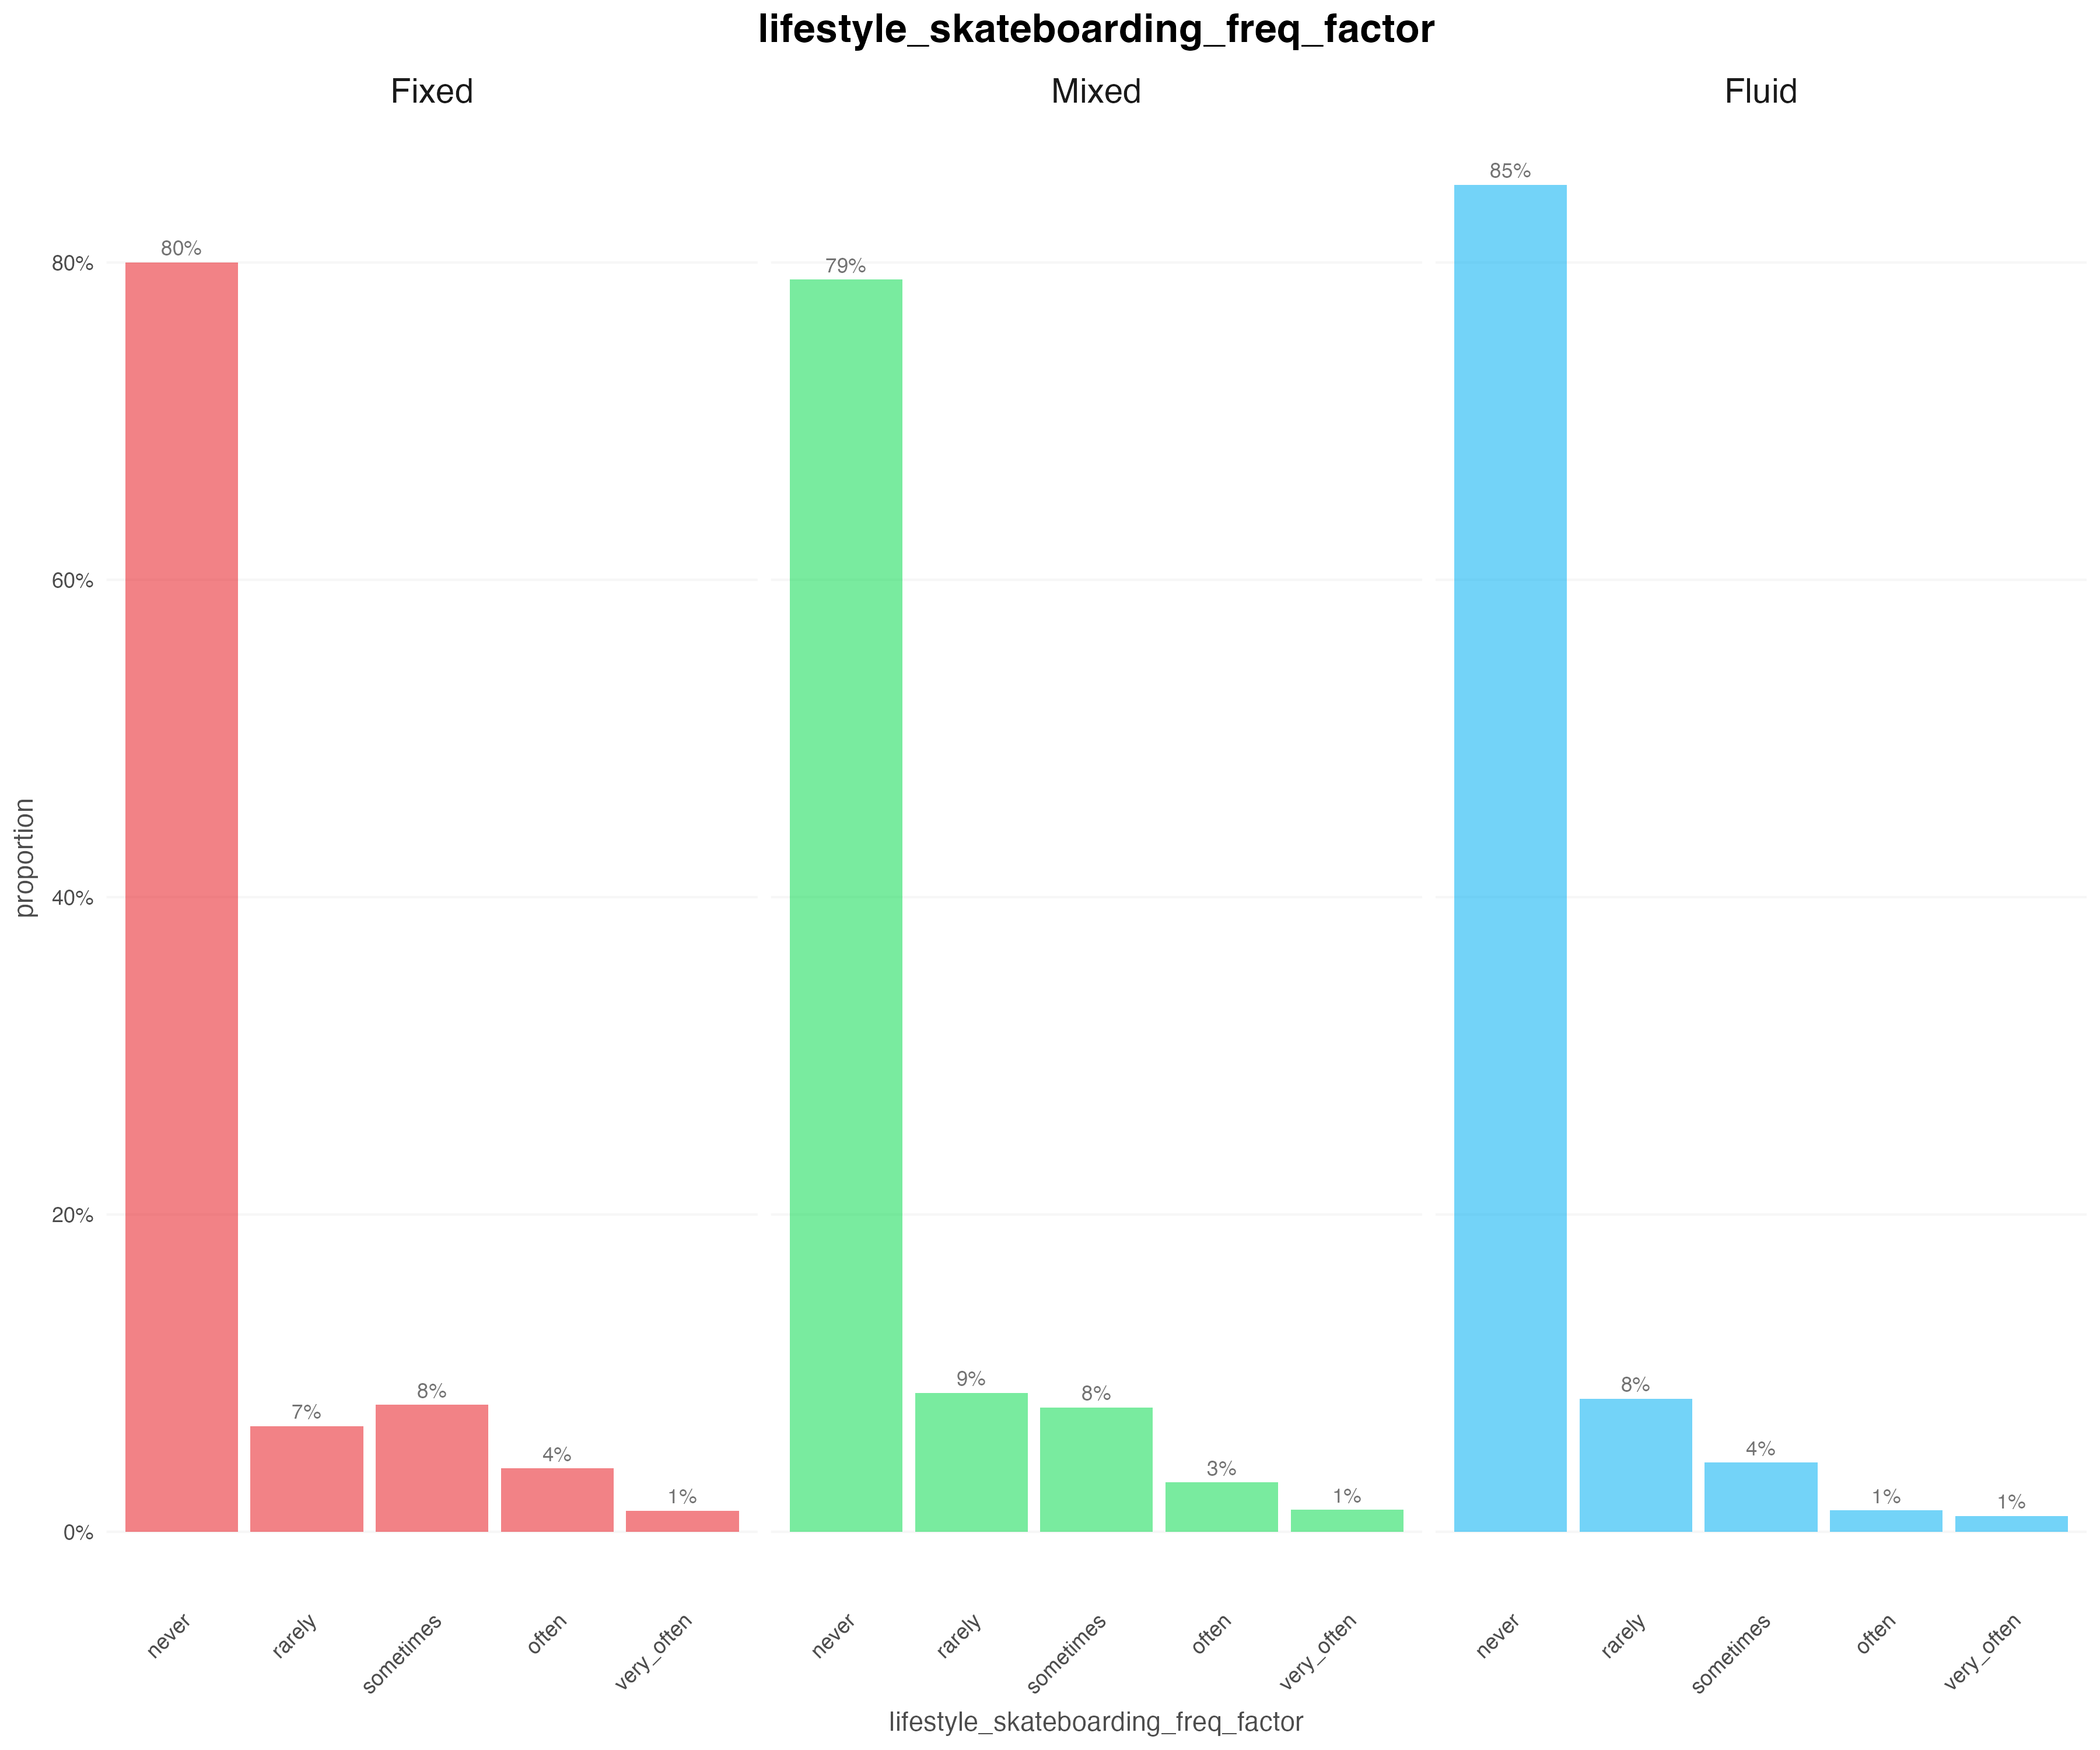 lifestyle_skateboarding_freq_factor
Fixed
Mixed
Fluid
proportion
80%
60%
40%
20%
0%
80%
7%
8%
4%
1%
79%
9%
8%
3%
1%
85%
8%
4%
1%
1%
never
rarely
sometimes
often
very_often
never
rarely
sometimes
often
very_often
never
rarely
sometimes
often
very_often
lifestyle_skateboarding_freq_factor